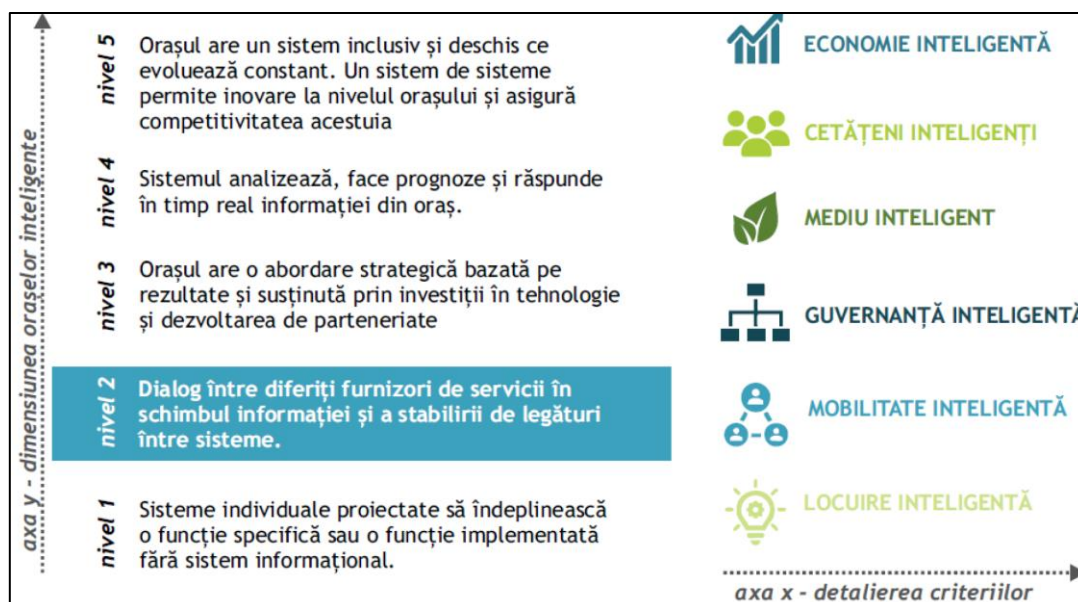 axa y - dimensiunea orașelor inteligente
nivel 5
Orașul are un sistem inclusiv și deschis ce
evoluează constant. Un sistem de sisteme
permite inovare la nivelul orașului și asigură
competitivitatea acestuia
nivel 4
Sistemul analizează, face prognoze și răspunde
în timp real informației din oraș.
nivel 3
Orașul are o abordare strategică bazată pe
rezultate și susținută prin investiții în tehnologie
și dezvoltarea de parteneriate
nivel 2
Dialog între diferiți furnizori de servicii în
schimbul informației și a stabilirii de legături
între sisteme.
nivel 1
Sisteme individuale proiectate să îndeplinească
o funcție specifică sau o funcție implementată
fără sistem informațional.
ECONOMIE INTELIGENTĂ
CETĂȚENI INTELIGENȚI
MEDIU INTELIGENT
GUVERNANȚĂ INTELIGENTĂ
MOBILITATE INTELIGENTĂ
LOCUIRE INTELIGENTĂ
axa x - detalierea criteriilor